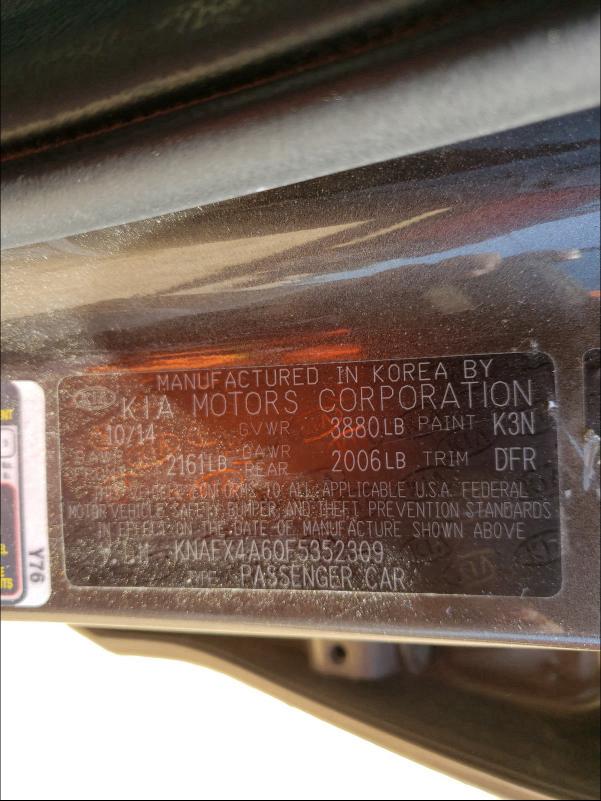 MANUFACTURED IN KOREA BY
KIA KIA MOTORS CORPORATION
10/14 GVWR 3880LB PAINT K3N
GAWR FRONT 2161LB GAWR REAR 2006LB TRIM DFR
THIS VEHICLE CONFORMS TO ALL APPLICABLE U.S.A. FEDERAL
MOTOR VEHICLE SAFETY, BUMPER, AND THEFT PREVENTION STANDARDS
IN EFFECT ON THE DATE OF MANUFACTURE SHOWN ABOVE
V.I.N KNAFX4A60F5352309
TYPE PASSENGER CAR
Y76